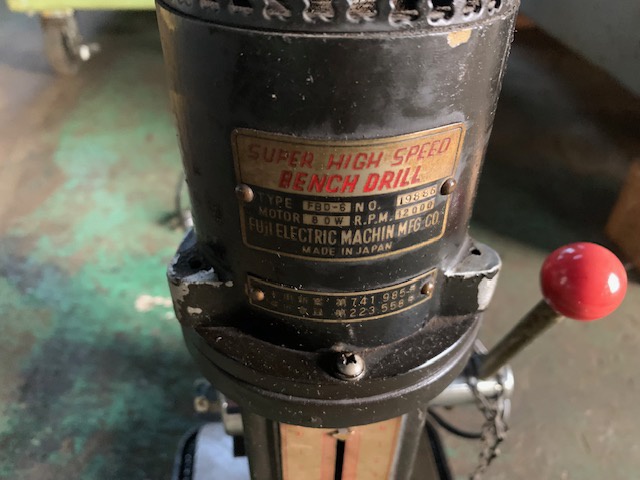 SUPER HIGH SPEED
BENCH DRILL
TYPE FBD-6 NO. 19886
MOTOR 80W R.P.M. 12000
FUJI ELECTRIC MACHIN MFG CO.
MADE IN JAPAN
第741985号
第223558号